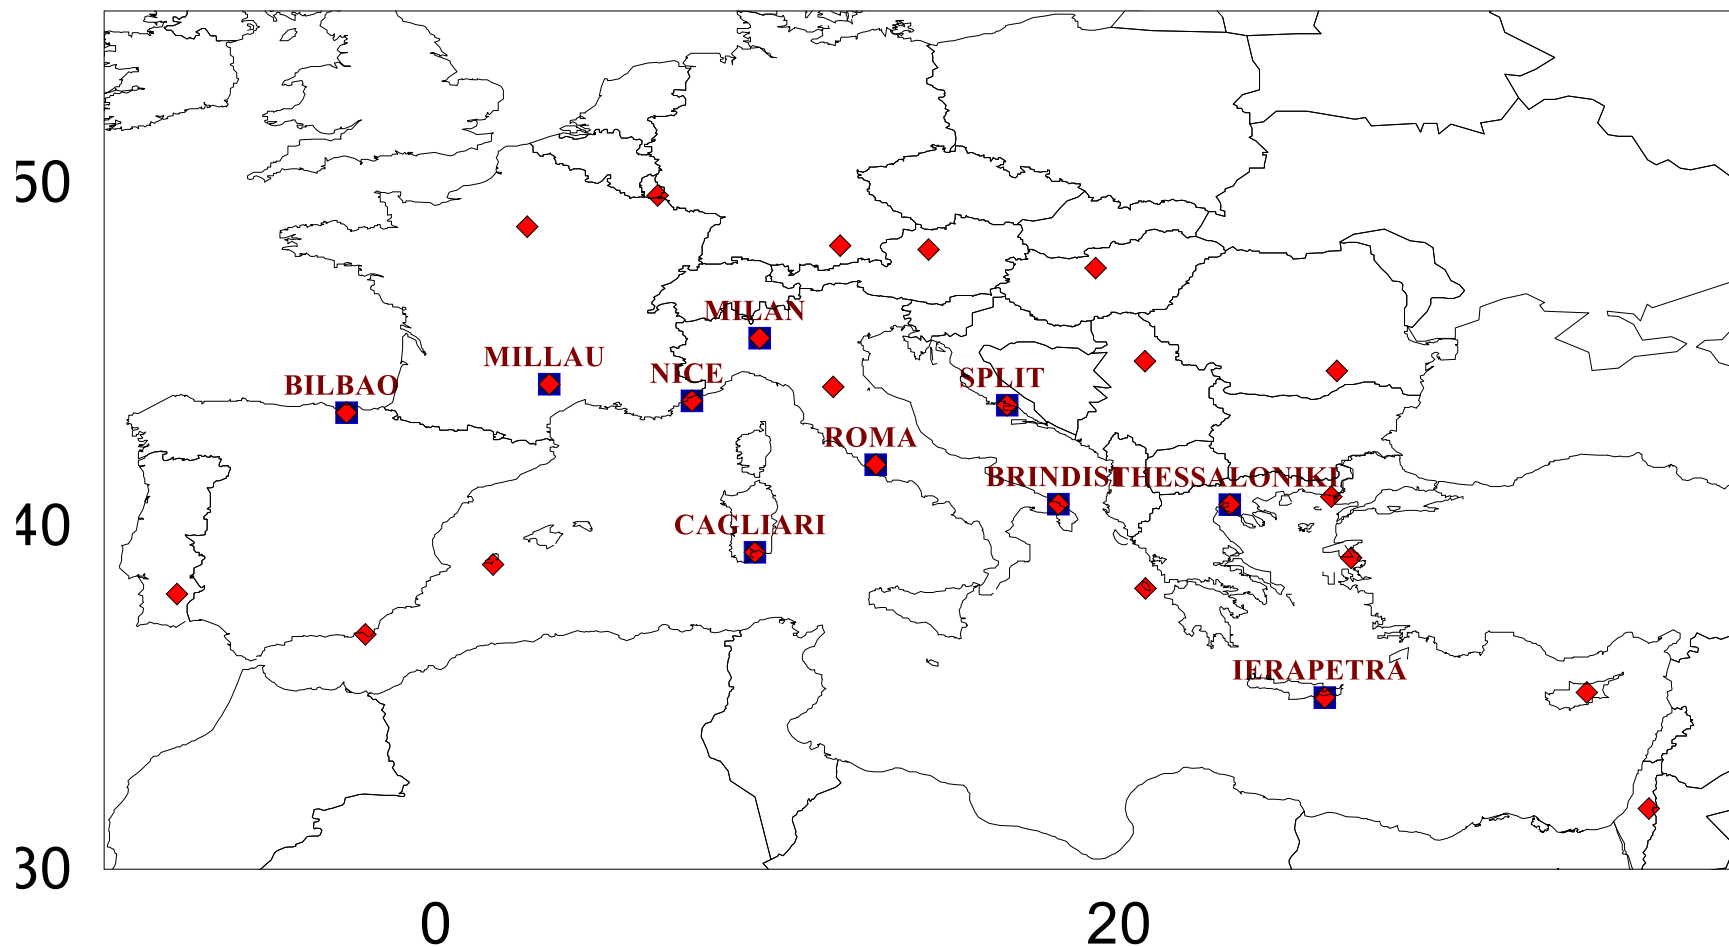 50
MILAN
MILLAU
NICE
BILBAO
SPLIT
ROMA
BRINDISI
THESSALONIKI
40
CAGLIARI
IERAPETRA
30
0
20